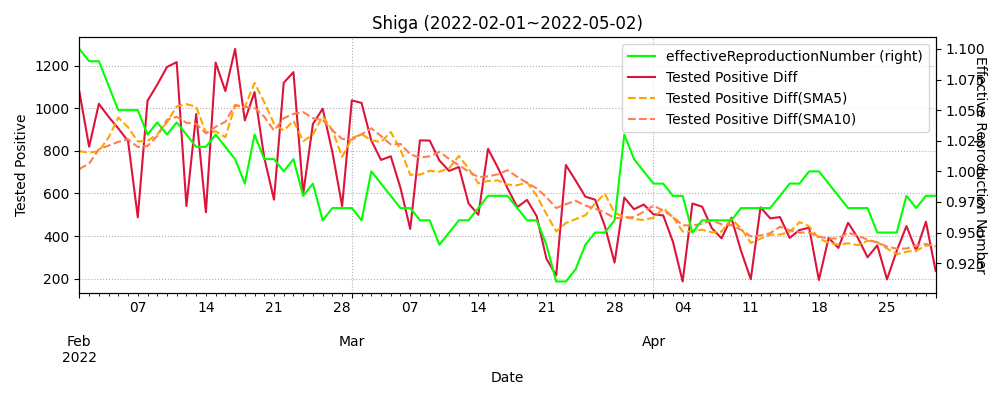 Shiga (2022-02-01~2022-05-02)
effectiveReproductionNumber (right)
Tested Positive Diff
Tested Positive Diff(SMA5)
Tested Positive Diff(SMA10)
Tested Positive
1200
1000
800
600
400
200
1.100
1.075
1.050
1.025
1.000
0.975
0.950
0.925
Effective Reproduction Number
07 14 21 28 07 14 21 28 04 11 18 25
Feb Mar Apr
2022
Date